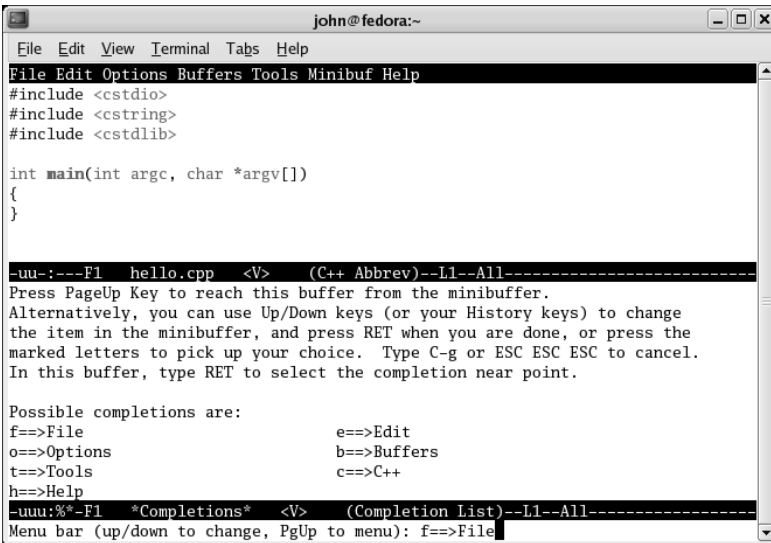 john@fedora:~
File Edit View Terminal Tabs Help
File Edit Options Buffers Tools Minibuf Help
#include <cstdio>
#include <cstring>
#include <cstdlib>
int main(int argc, char *argv[])
{
}
-uu-:---F1   hello.cpp   <V>    (C++ Abbrev)--L1--All---------------------------
Press PageUp Key to reach this buffer from the minibuffer.
Alternatively, you can use Up/Down keys (or your History keys) to change
the item in the minibuffer, and press RET when you are done, or press the
marked letters to pick up your choice.  Type C-g or ESC ESC ESC to cancel.
In this buffer, type RET to select the completion near point.
Possible completions are:
f==>File                           e==>Edit
o==>Options                        b==>Buffers
t==>Tools                          c==>C++
h==>Help
-uuu:%*-F1   *Completions*   <V>    (Completion List)--L1--All------------------
Menu bar (up/down to change, PgUp to menu): f==>File